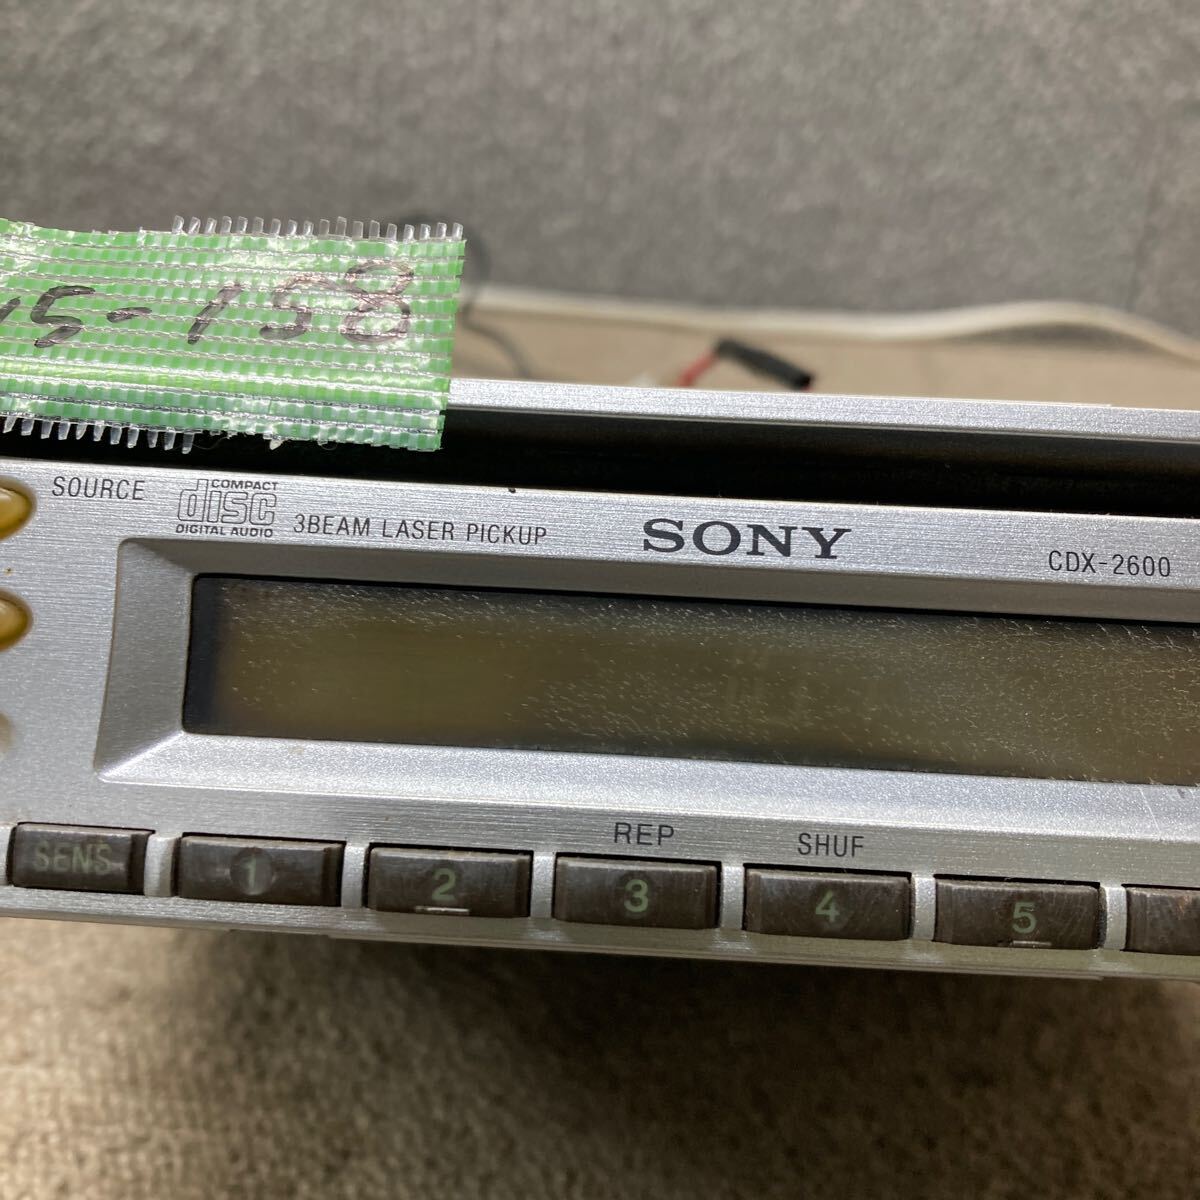 5-158
SOURCE
COMPACT
disc
DIGITAL AUDIO
3BEAM LASER PICKUP
SONY
CDX-2600
REP
SHUF
SENS
1
2
3
4
5